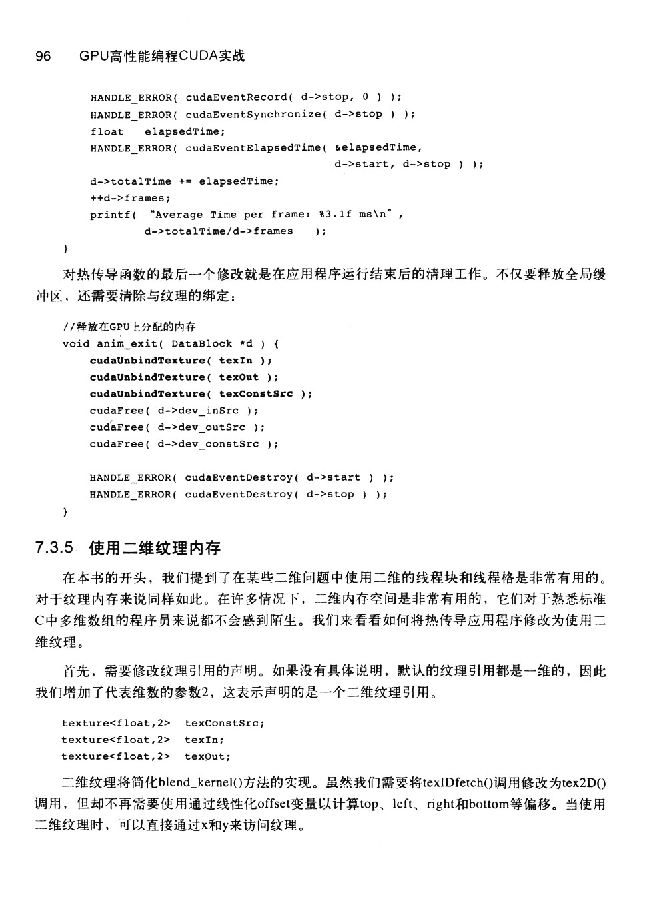 96 GPU高性能编程CUDA实战
HANDLE_ERROR( cudaEventRecord( d->stop, 0 ) );
HANDLE_ERROR( cudaEventSynchronize( d->stop ) );
float elapsedTime;
HANDLE_ERROR( cudaEventElapsedTime( &elapsedTime,
d->start, d->stop ) );
d->totalTime += elapsedTime;
++d->frames;
printf( "Average Time per frame: %3.1f ms\n",
d->totalTime/d->frames );
}
对热传导函数的最后一个修改就是在应用程序运行结束后的清理工作。不仅要释放全局缓
冲区，还需要清除与纹理的绑定：
//释放在GPU上分配的内存
void anim_exit( DataBlock *d ) {
cudaUnbindTexture( texIn );
cudaUnbindTexture( texOut );
cudaUnbindTexture( texConstSrc );
cudaFree( d->dev_inSrc );
cudaFree( d->dev_outSrc );
cudaFree( d->dev_constSrc );
HANDLE_ERROR( cudaEventDestroy( d->start ) );
HANDLE_ERROR( cudaEventDestroy( d->stop ) );
}
7.3.5 使用二维纹理内存
在本书的开头，我们提到了在某些二维问题中使用二维的线程块和线程格是非常有用的。
对于纹理内存来说同样如此。在许多情况下，二维内存空间是非常有用的，它们对于熟悉标准
C中多维数组的程序员来说都不会感到陌生。我们来看看如何将热传导应用程序修改为使用二
维纹理。
首先，需要修改纹理引用的声明。如果没有具体说明，默认的纹理引用都是一维的，因此
我们增加了代表维数的参数2，这表示声明的是一个二维纹理引用。
texture<float,2> texConstSrc;
texture<float,2> texIn;
texture<float,2> texOut;
二维纹理将简化blend_kernel()方法的实现。虽然我们需要将tex1Dfetch()调用修改为tex2D()
调用，但却不再需要使用通过线性化offset变量以计算top、left、right和bottom等偏移。当使用
二维纹理时，可以直接通过x和y来访问纹理。